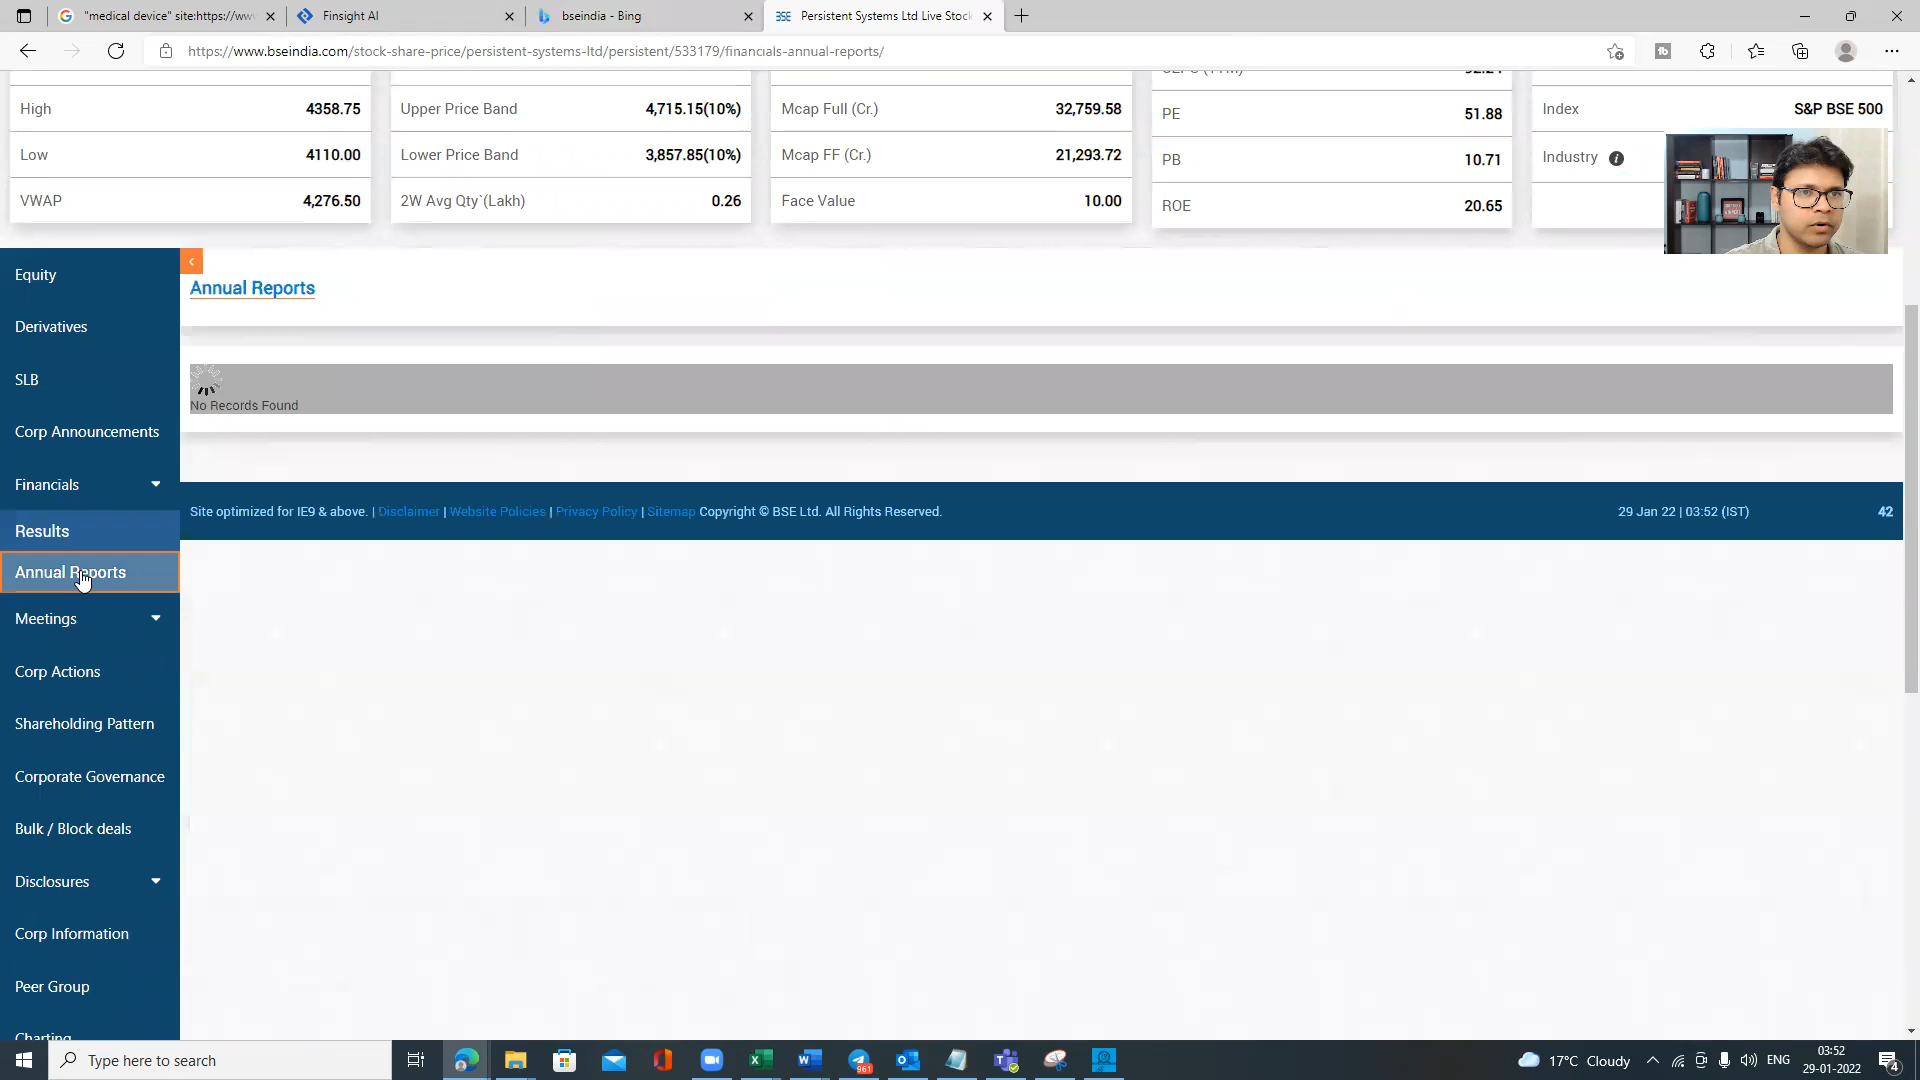 "medical device" site:https://ww
Finsight AI
bseindia - Bing
Persistent Systems Ltd Live Stock
https://www.bseindia.com/stock-share-price/persistent-systems-ltd/persistent/533179/financials-annual-reports/
High 4358.75
Low 4110.00
VWAP 4,276.50
Upper Price Band 4,715.15(10%)
Lower Price Band 3,857.85(10%)
2W Avg Qty`(Lakh) 0.26
Mcap Full (Cr.) 32,759.58
Mcap FF (Cr.) 21,293.72
Face Value 10.00
PE 51.88
PB 10.71
ROE 20.65
Index S&P BSE 500
Industry
Equity
Derivatives
SLB
Corp Announcements
Financials
Results
Annual Reports
Meetings
Corp Actions
Shareholding Pattern
Corporate Governance
Bulk / Block deals
Disclosures
Corp Information
Peer Group
Charting
Annual Reports
No Records Found
Site optimized for IE9 & above. | Disclaimer | Website Policies | Privacy Policy | Sitemap Copyright © BSE Ltd. All Rights Reserved.
29 Jan 22 | 03:52 (IST)
42
Type here to search
961
17°C Cloudy
ENG
03:52
29-01-2022
4